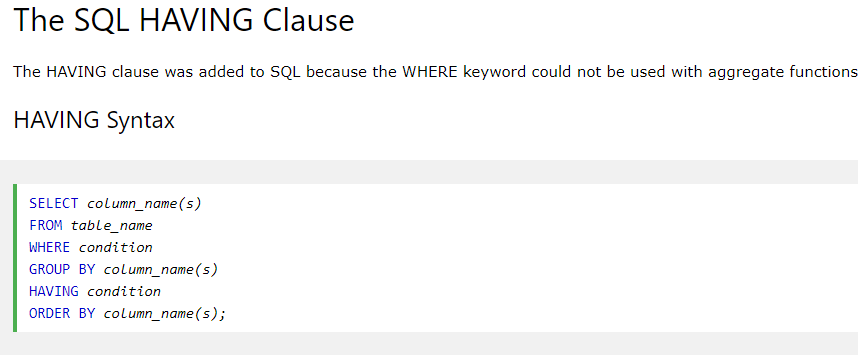 The SQL HAVING Clause
The HAVING clause was added to SQL because the WHERE keyword could not be used with aggregate functions
HAVING Syntax
SELECT column_name(s)
FROM table_name
WHERE condition
GROUP BY column_name(s)
HAVING condition
ORDER BY column_name(s);